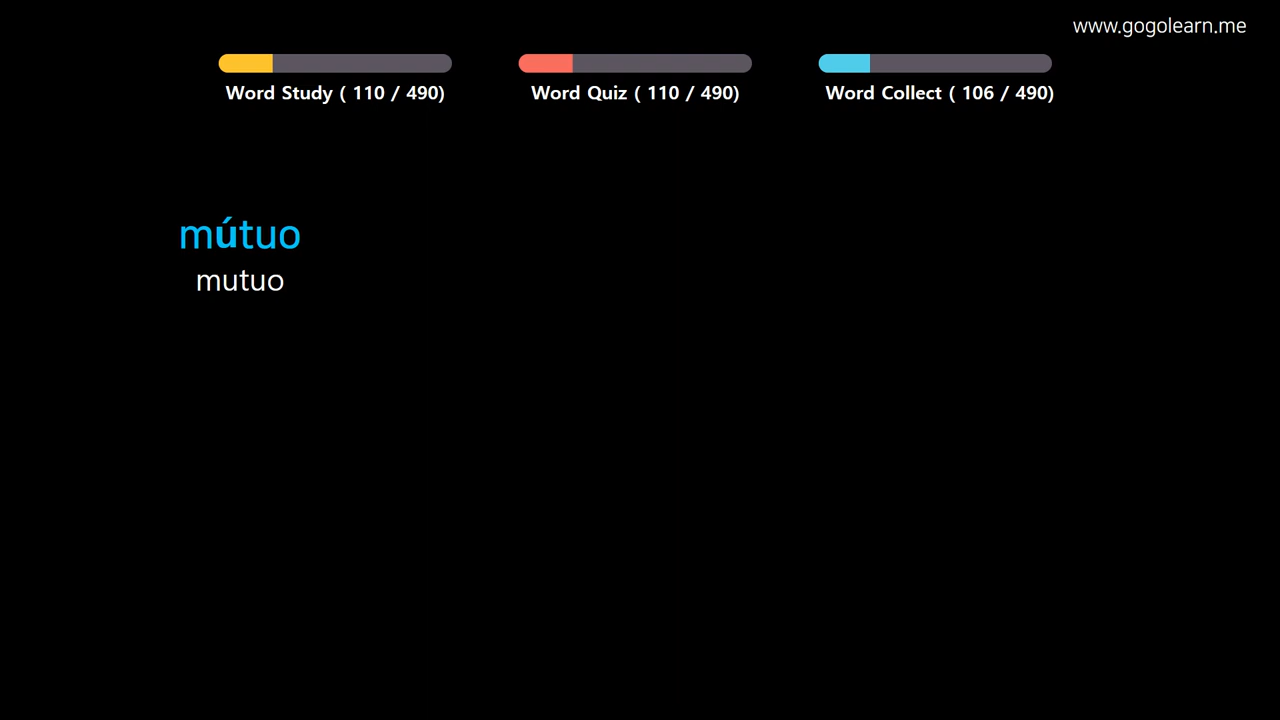 www.gogolearn.me
Word Study ( 110 / 490)
Word Quiz ( 110 / 490)
Word Collect ( 106 / 490)
mútuo
mutuo